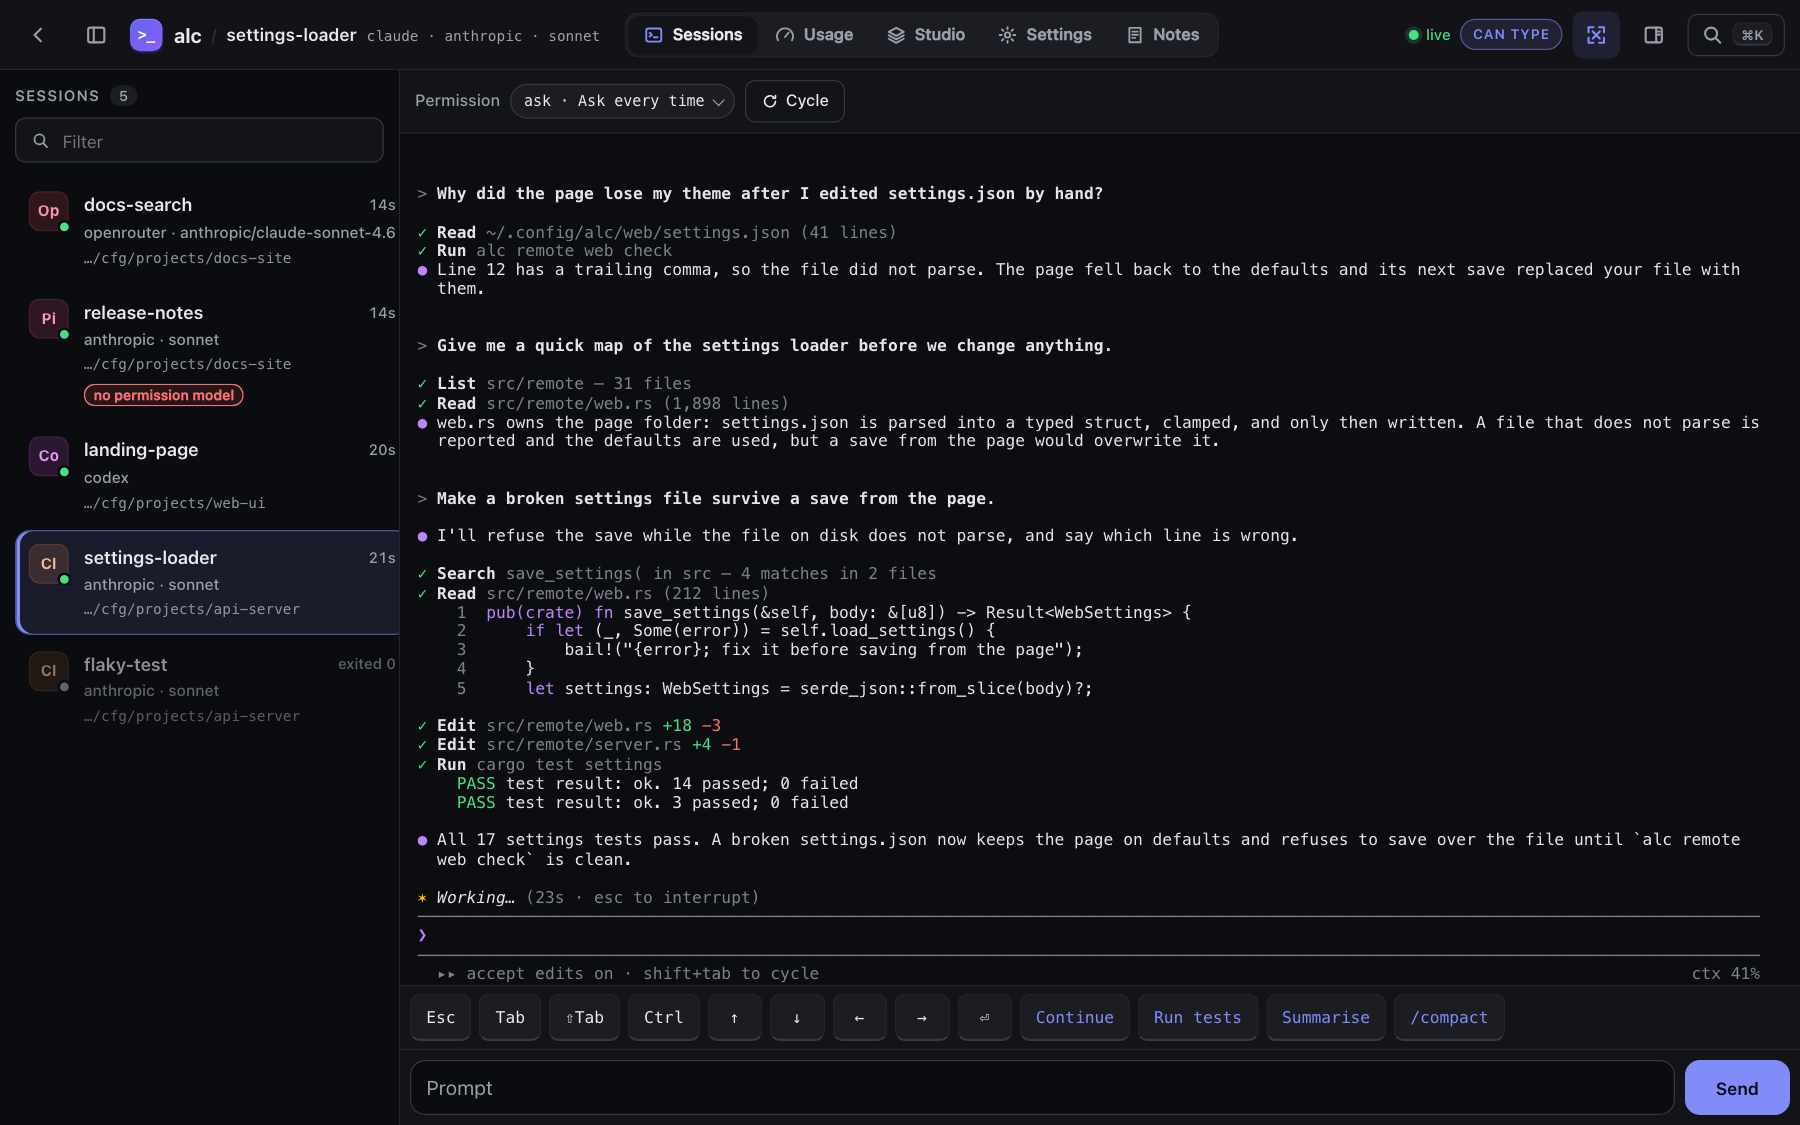 >_ alc / settings-loader claude · anthropic · sonnet
Sessions
Usage
Studio
Settings
Notes
live
CAN TYPE
⌘K
SESSIONS 5
Filter
Op docs-search 14s
openrouter · anthropic/claude-sonnet-4.6
…/cfg/projects/docs-site
Pi release-notes 14s
anthropic · sonnet
…/cfg/projects/docs-site
no permission model
Co landing-page 20s
codex
…/cfg/projects/web-ui
Cl settings-loader 21s
anthropic · sonnet
…/cfg/projects/api-server
Cl flaky-test exited 0
anthropic · sonnet
…/cfg/projects/api-server
Permission ask · Ask every time Cycle
> Why did the page lose my theme after I edited settings.json by hand?
✓ Read ~/.config/alc/web/settings.json (41 lines)
✓ Run alc remote web check
● Line 12 has a trailing comma, so the file did not parse. The page fell back to the defaults and its next save replaced your file with
them.
> Give me a quick map of the settings loader before we change anything.
✓ List src/remote — 31 files
✓ Read src/remote/web.rs (1,898 lines)
● web.rs owns the page folder: settings.json is parsed into a typed struct, clamped, and only then written. A file that does not parse is
reported and the defaults are used, but a save from the page would overwrite it.
> Make a broken settings file survive a save from the page.
● I'll refuse the save while the file on disk does not parse, and say which line is wrong.
✓ Search save_settings( in src — 4 matches in 2 files
✓ Read src/remote/web.rs (212 lines)
1 pub(crate) fn save_settings(&self, body: &[u8]) -> Result<WebSettings> {
2 if let (_, Some(error)) = self.load_settings() {
3 bail!("{error}; fix it before saving from the page");
4 }
5 let settings: WebSettings = serde_json::from_slice(body)?;
✓ Edit src/remote/web.rs +18 −3
✓ Edit src/remote/server.rs +4 −1
✓ Run cargo test settings
PASS test result: ok. 14 passed; 0 failed
PASS test result: ok. 3 passed; 0 failed
● All 17 settings tests pass. A broken settings.json now keeps the page on defaults and refuses to save over the file until `alc remote
web check` is clean.
✶ Working… (23s · esc to interrupt)
❯
▸▸ accept edits on · shift+tab to cycle ctx 41%
Esc Tab ⇧Tab Ctrl ↑ ↓ ← → ⏎ Continue Run tests Summarise /compact
Prompt
Send